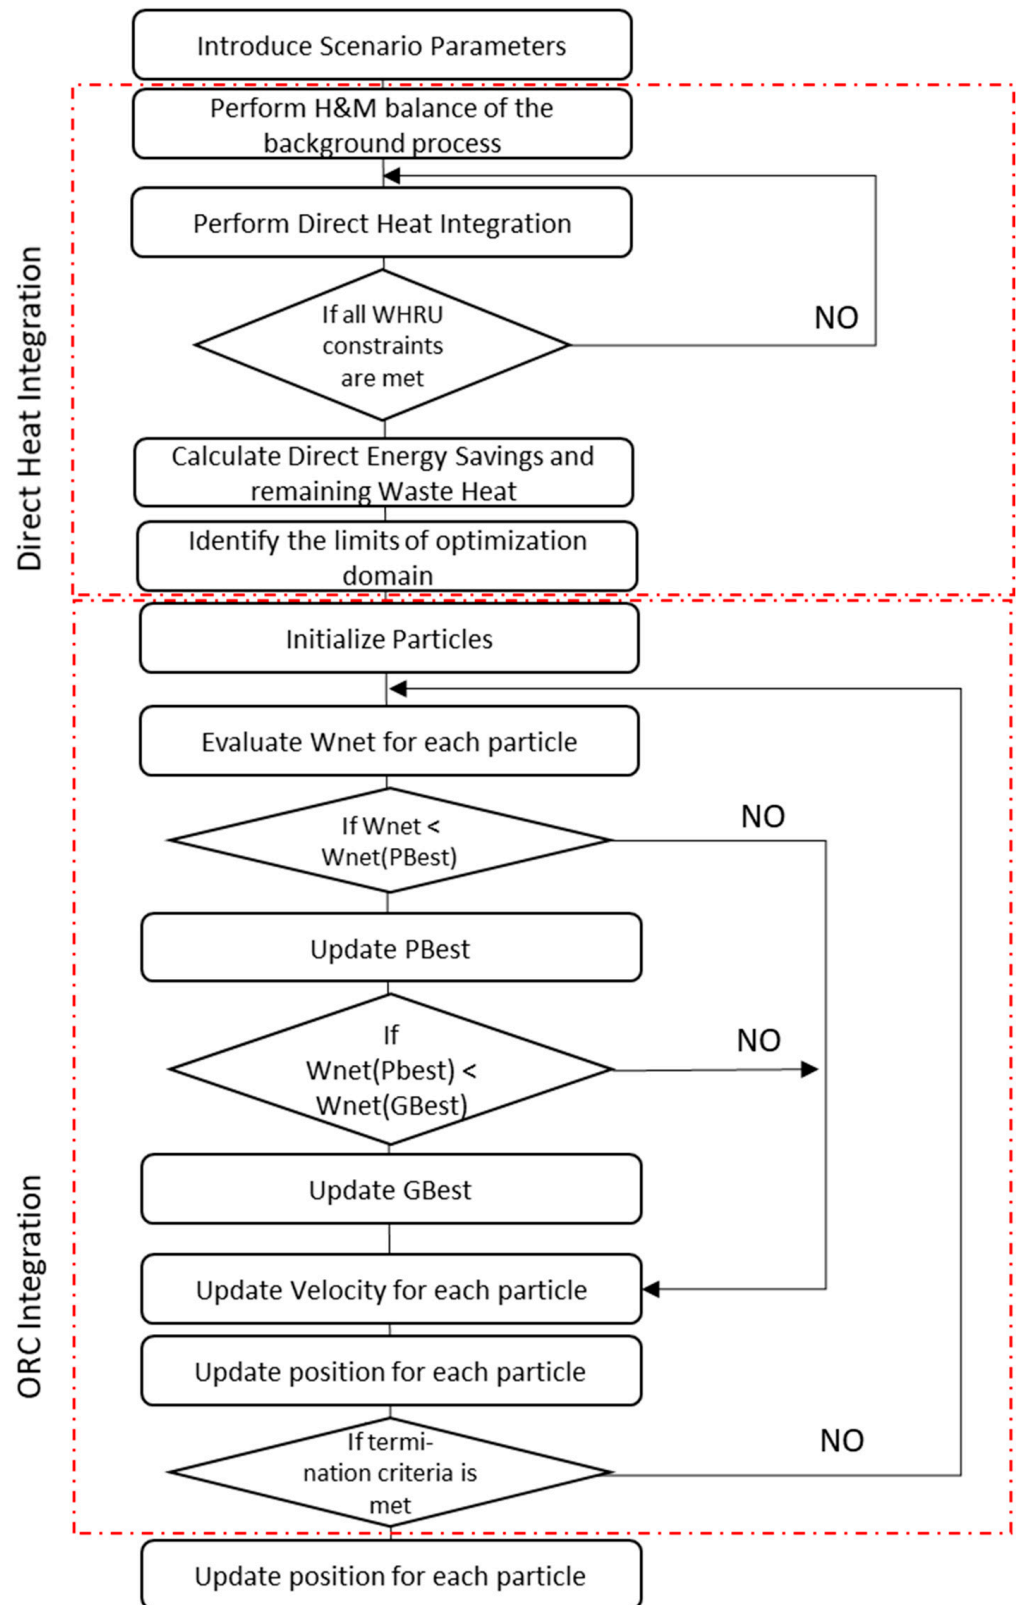 Introduce Scenario Parameters
Perform H&M balance of the
background process
Perform Direct Heat Integration
If all WHRU
constraints
are met
NO
Calculate Direct Energy Savings and
remaining Waste Heat
Identify the limits of optimization
domain
Direct Heat Integration
Initialize Particles
Evaluate Wnet for each particle
If Wnet <
Wnet(PBest)
NO
Update PBest
If
Wnet(Pbest) <
Wnet(GBest)
NO
Update GBest
Update Velocity for each particle
Update position for each particle
If termi-
nation criteria is
met
NO
ORC Integration
Update position for each particle